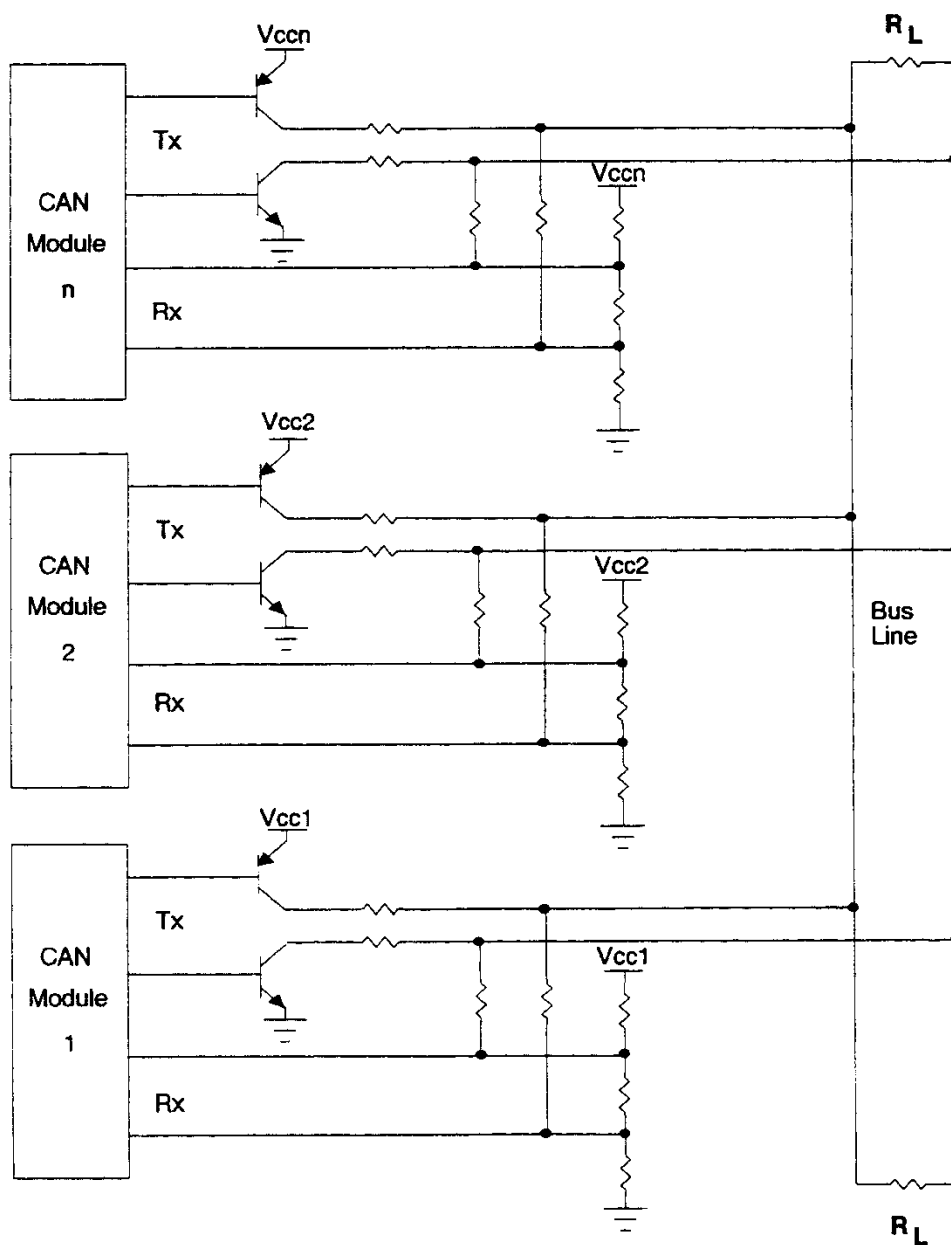 R L
Vccn
Tx
CAN
Module
n
Vccn
Rx
Vcc2
Tx
CAN
Module
2
Vcc2
Bus
Line
Rx
Vcc1
Tx
CAN
Module
1
Vcc1
Rx
R L